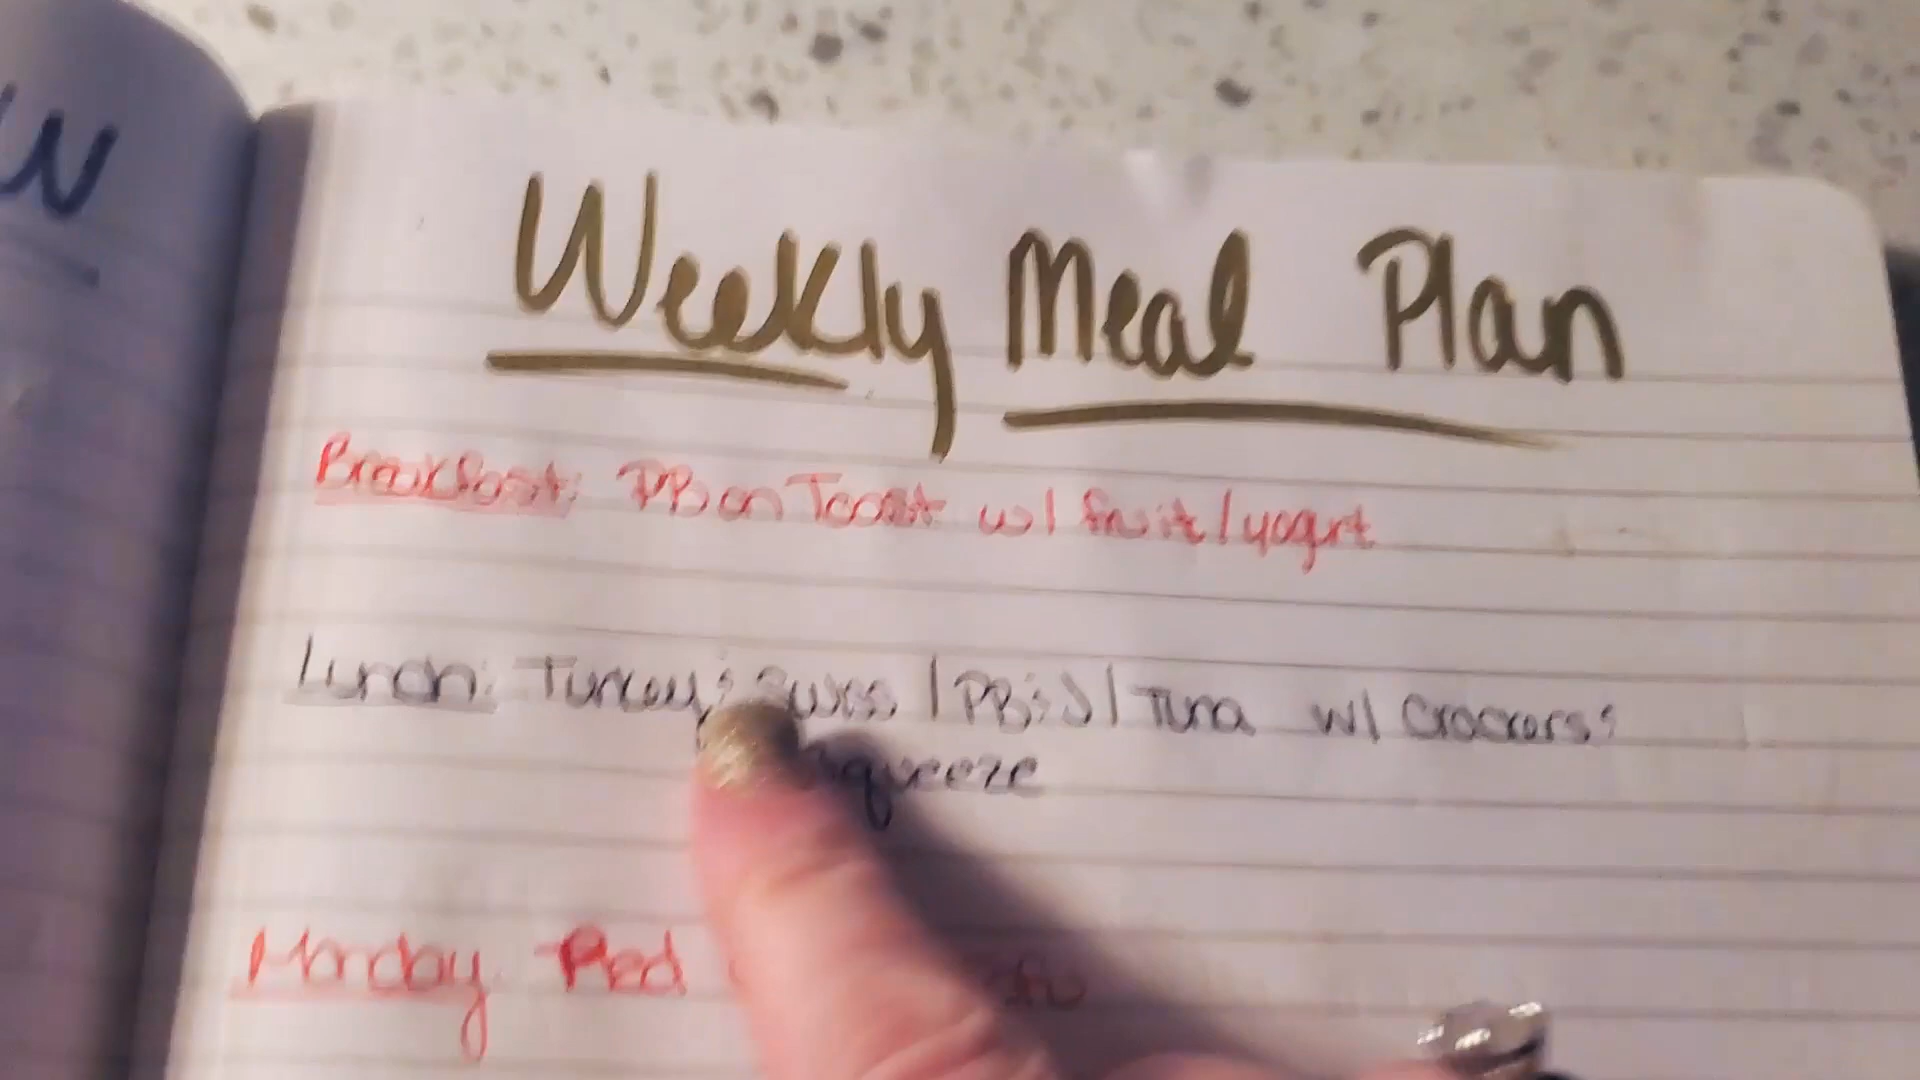 Weekly Meal Plan
Breakfast: PB on Toast w/ fruit/yogurt
Lunch: Turkey & Swiss / PB&J / Tuna w/ Crackers &
squeeze
Monday Red